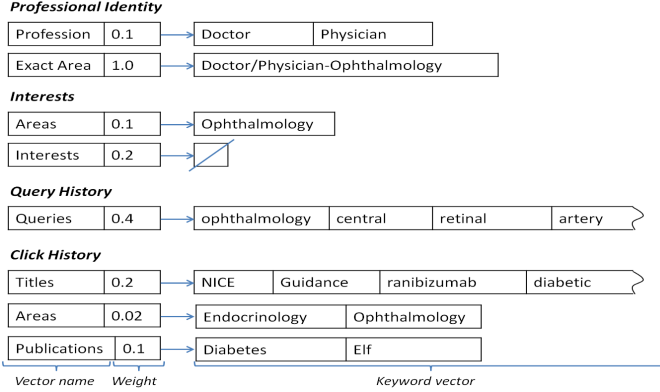 Professional Identity
Profession 0.1 Doctor Physician
Exact Area 1.0 Doctor/Physician-Ophthalmology
Interests
Areas 0.1 Ophthalmology
Interests 0.2
Query History
Queries 0.4 ophthalmology central retinal artery
Click History
Titles 0.2 NICE Guidance ranibizumab diabetic
Areas 0.02 Endocrinology Ophthalmology
Publications 0.1 Diabetes Elf
Vector name Weight Keyword vector